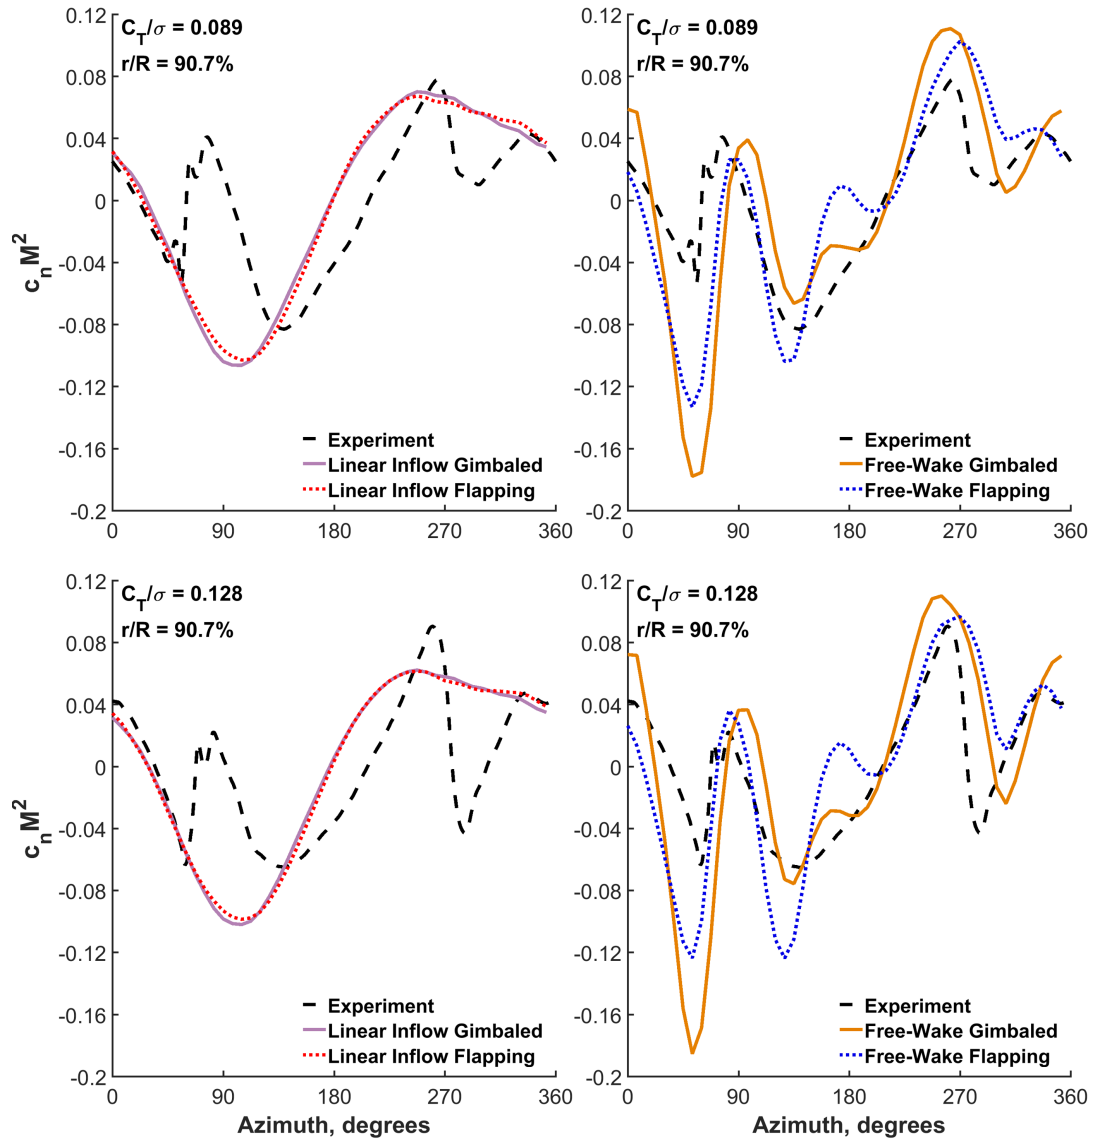 C_T/σ = 0.089
r/R = 90.7%
0.12
0.08
0.04
0
-0.04
-0.08
-0.12
-0.16
-0.2
c_nM^2
Experiment
Linear Inflow Gimbaled
Linear Inflow Flapping
0 90 180 270 360
C_T/σ = 0.089
r/R = 90.7%
0.12
0.08
0.04
0
-0.04
-0.08
-0.12
-0.16
-0.2
Experiment
Free-Wake Gimbaled
Free-Wake Flapping
0 90 180 270 360
C_T/σ = 0.128
r/R = 90.7%
0.12
0.08
0.04
0
-0.04
-0.08
-0.12
-0.16
-0.2
c_nM^2
Experiment
Linear Inflow Gimbaled
Linear Inflow Flapping
0 90 180 270 360
Azimuth, degrees
C_T/σ = 0.128
r/R = 90.7%
0.12
0.08
0.04
0
-0.04
-0.08
-0.12
-0.16
-0.2
Experiment
Free-Wake Gimbaled
Free-Wake Flapping
0 90 180 270 360
Azimuth, degrees